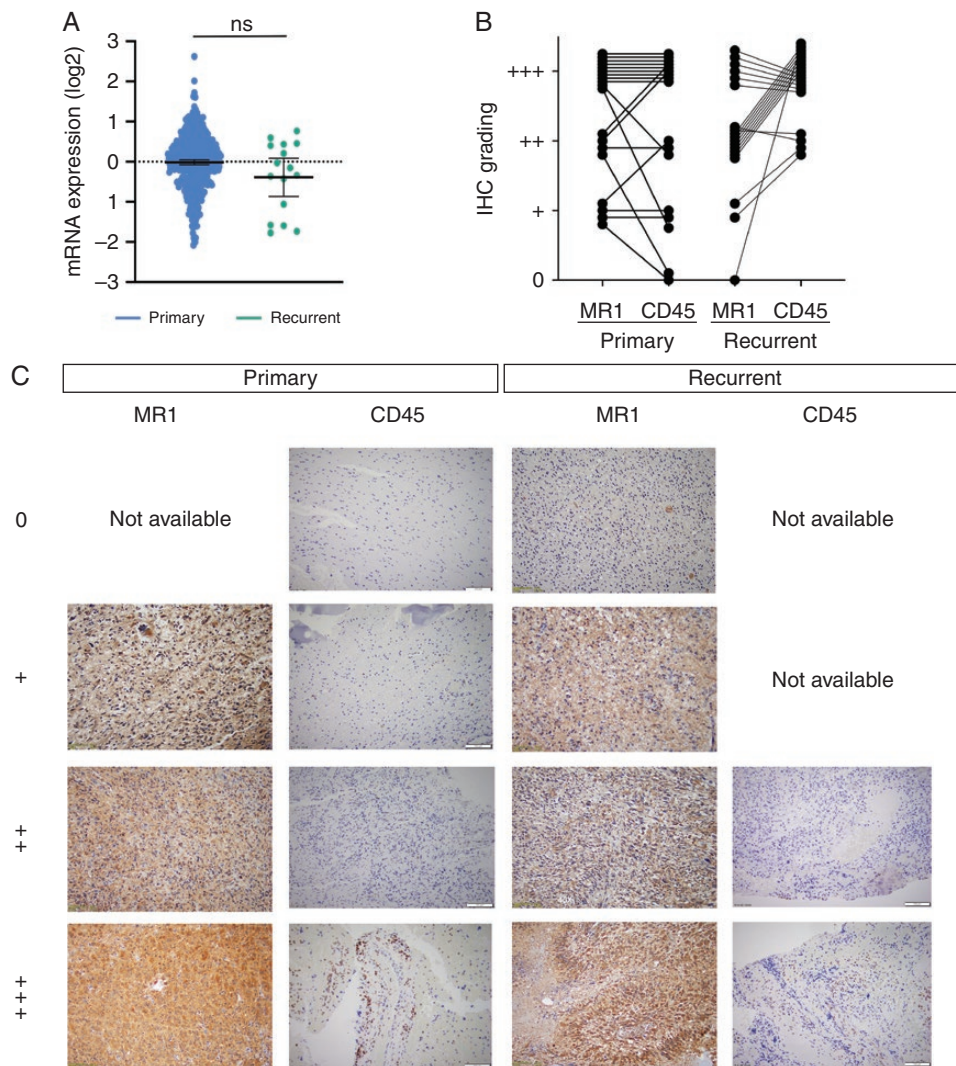 A
ns
mRNA expression (log2)
3
2
1
0
1
–2
–3
Primary
Recurrent
B
IHC grading
+++
++
+
0
MR1 CD45 MR1 CD45
Primary Recurrent
C
Primary Recurrent
MR1 CD45 MR1 CD45
0 Not available Not available
+ Not available
++
+++